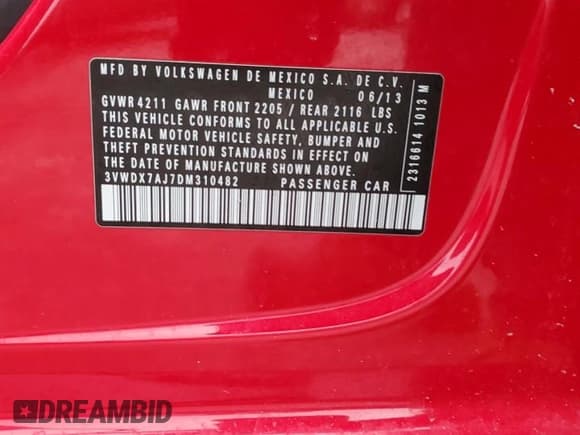 MFD BY VOLKSWAGEN DE MEXICO S.A. DE C.V.
MEXICO 06/13
GVWR 4211 GAWR FRONT 2205 / REAR 2116 LBS
THIS VEHICLE CONFORMS TO ALL APPLICABLE U.S.
FEDERAL MOTOR VEHICLE SAFETY, BUMPER AND
THEFT PREVENTION STANDARDS IN EFFECT ON
THE DATE OF MANUFACTURE SHOWN ABOVE.
3VWDX7AJ7DM310482 PASSENGER CAR
2316614 1013 M
DREAMBID